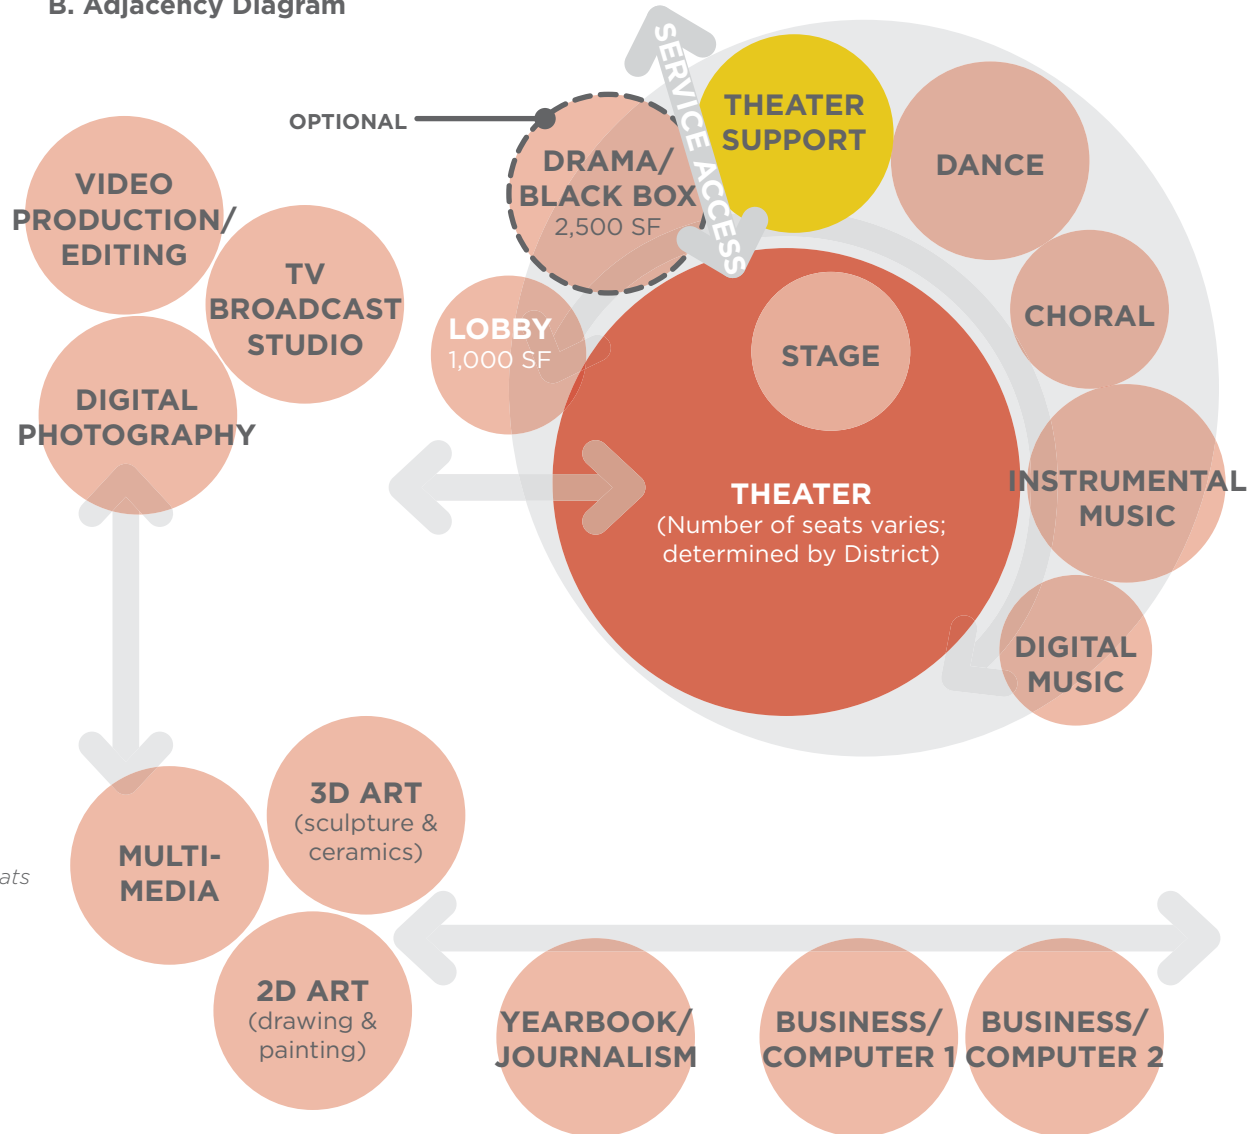 B. Adjacency Diagram
SERVICE ACCESS
THEATER
SUPPORT
OPTIONAL
DRAMA/
BLACK BOX
2,500 SF
DANCE
VIDEO
PRODUCTION/
EDITING
TV
BROADCAST
STUDIO
LOBBY
1,000 SF
STAGE
CHORAL
DIGITAL
PHOTOGRAPHY
THEATER
(Number of seats varies;
determined by District)
INSTRUMENTAL
MUSIC
DIGITAL
MUSIC
3D ART
(sculpture &
ceramics)
MULTI-
MEDIA
2D ART
(drawing &
painting)
YEARBOOK/
JOURNALISM
BUSINESS/
COMPUTER 1
BUSINESS/
COMPUTER 2